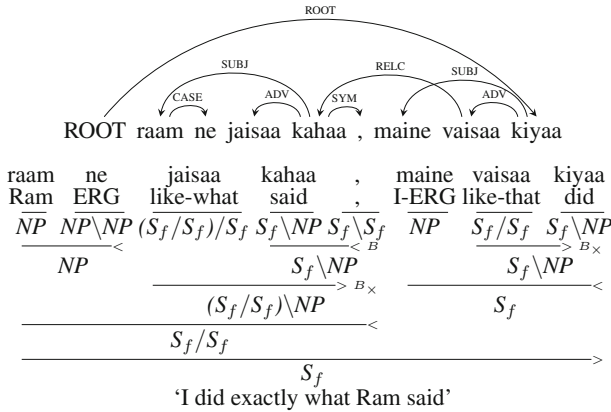 ROOT
SUBJ RELC SUBJ
CASE ADV SYM ADV
ROOT raam ne jaisaa kahaa , maine vaisaa kiyaa
raam ne jaisaa kahaa , maine vaisaa kiyaa
Ram ERG like-what said , I-ERG like-that did
NP NP\NP (S_f/S_f)/S_f S_f\NP S_f\S_f NP S_f/S_f S_f\NP
< < B > B×
NP S_f\NP S_f\NP
> B× <
(S_f/S_f)\NP S_f
<
S_f/S_f
>
S_f
‘I did exactly what Ram said’